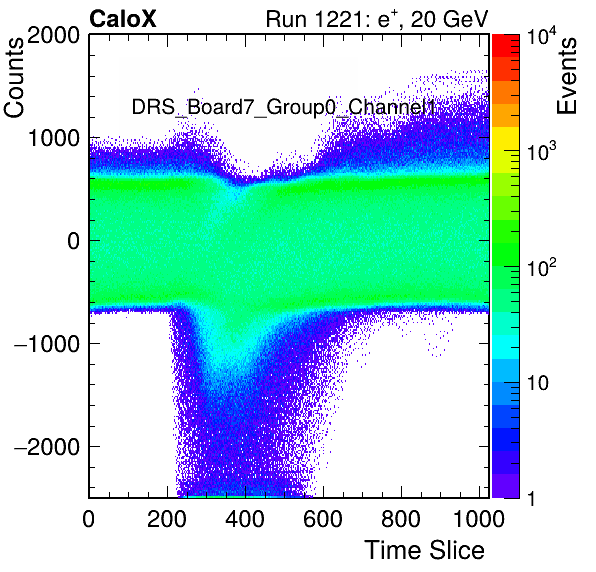 CaloX Run 1221: e+, 20 GeV
Counts
Events
DRS_Board7_Group0_Channel1
2000
1000
0
−1000
−2000
0 200 400 600 800 1000
Time Slice
10^4
10^3
10^2
10
1